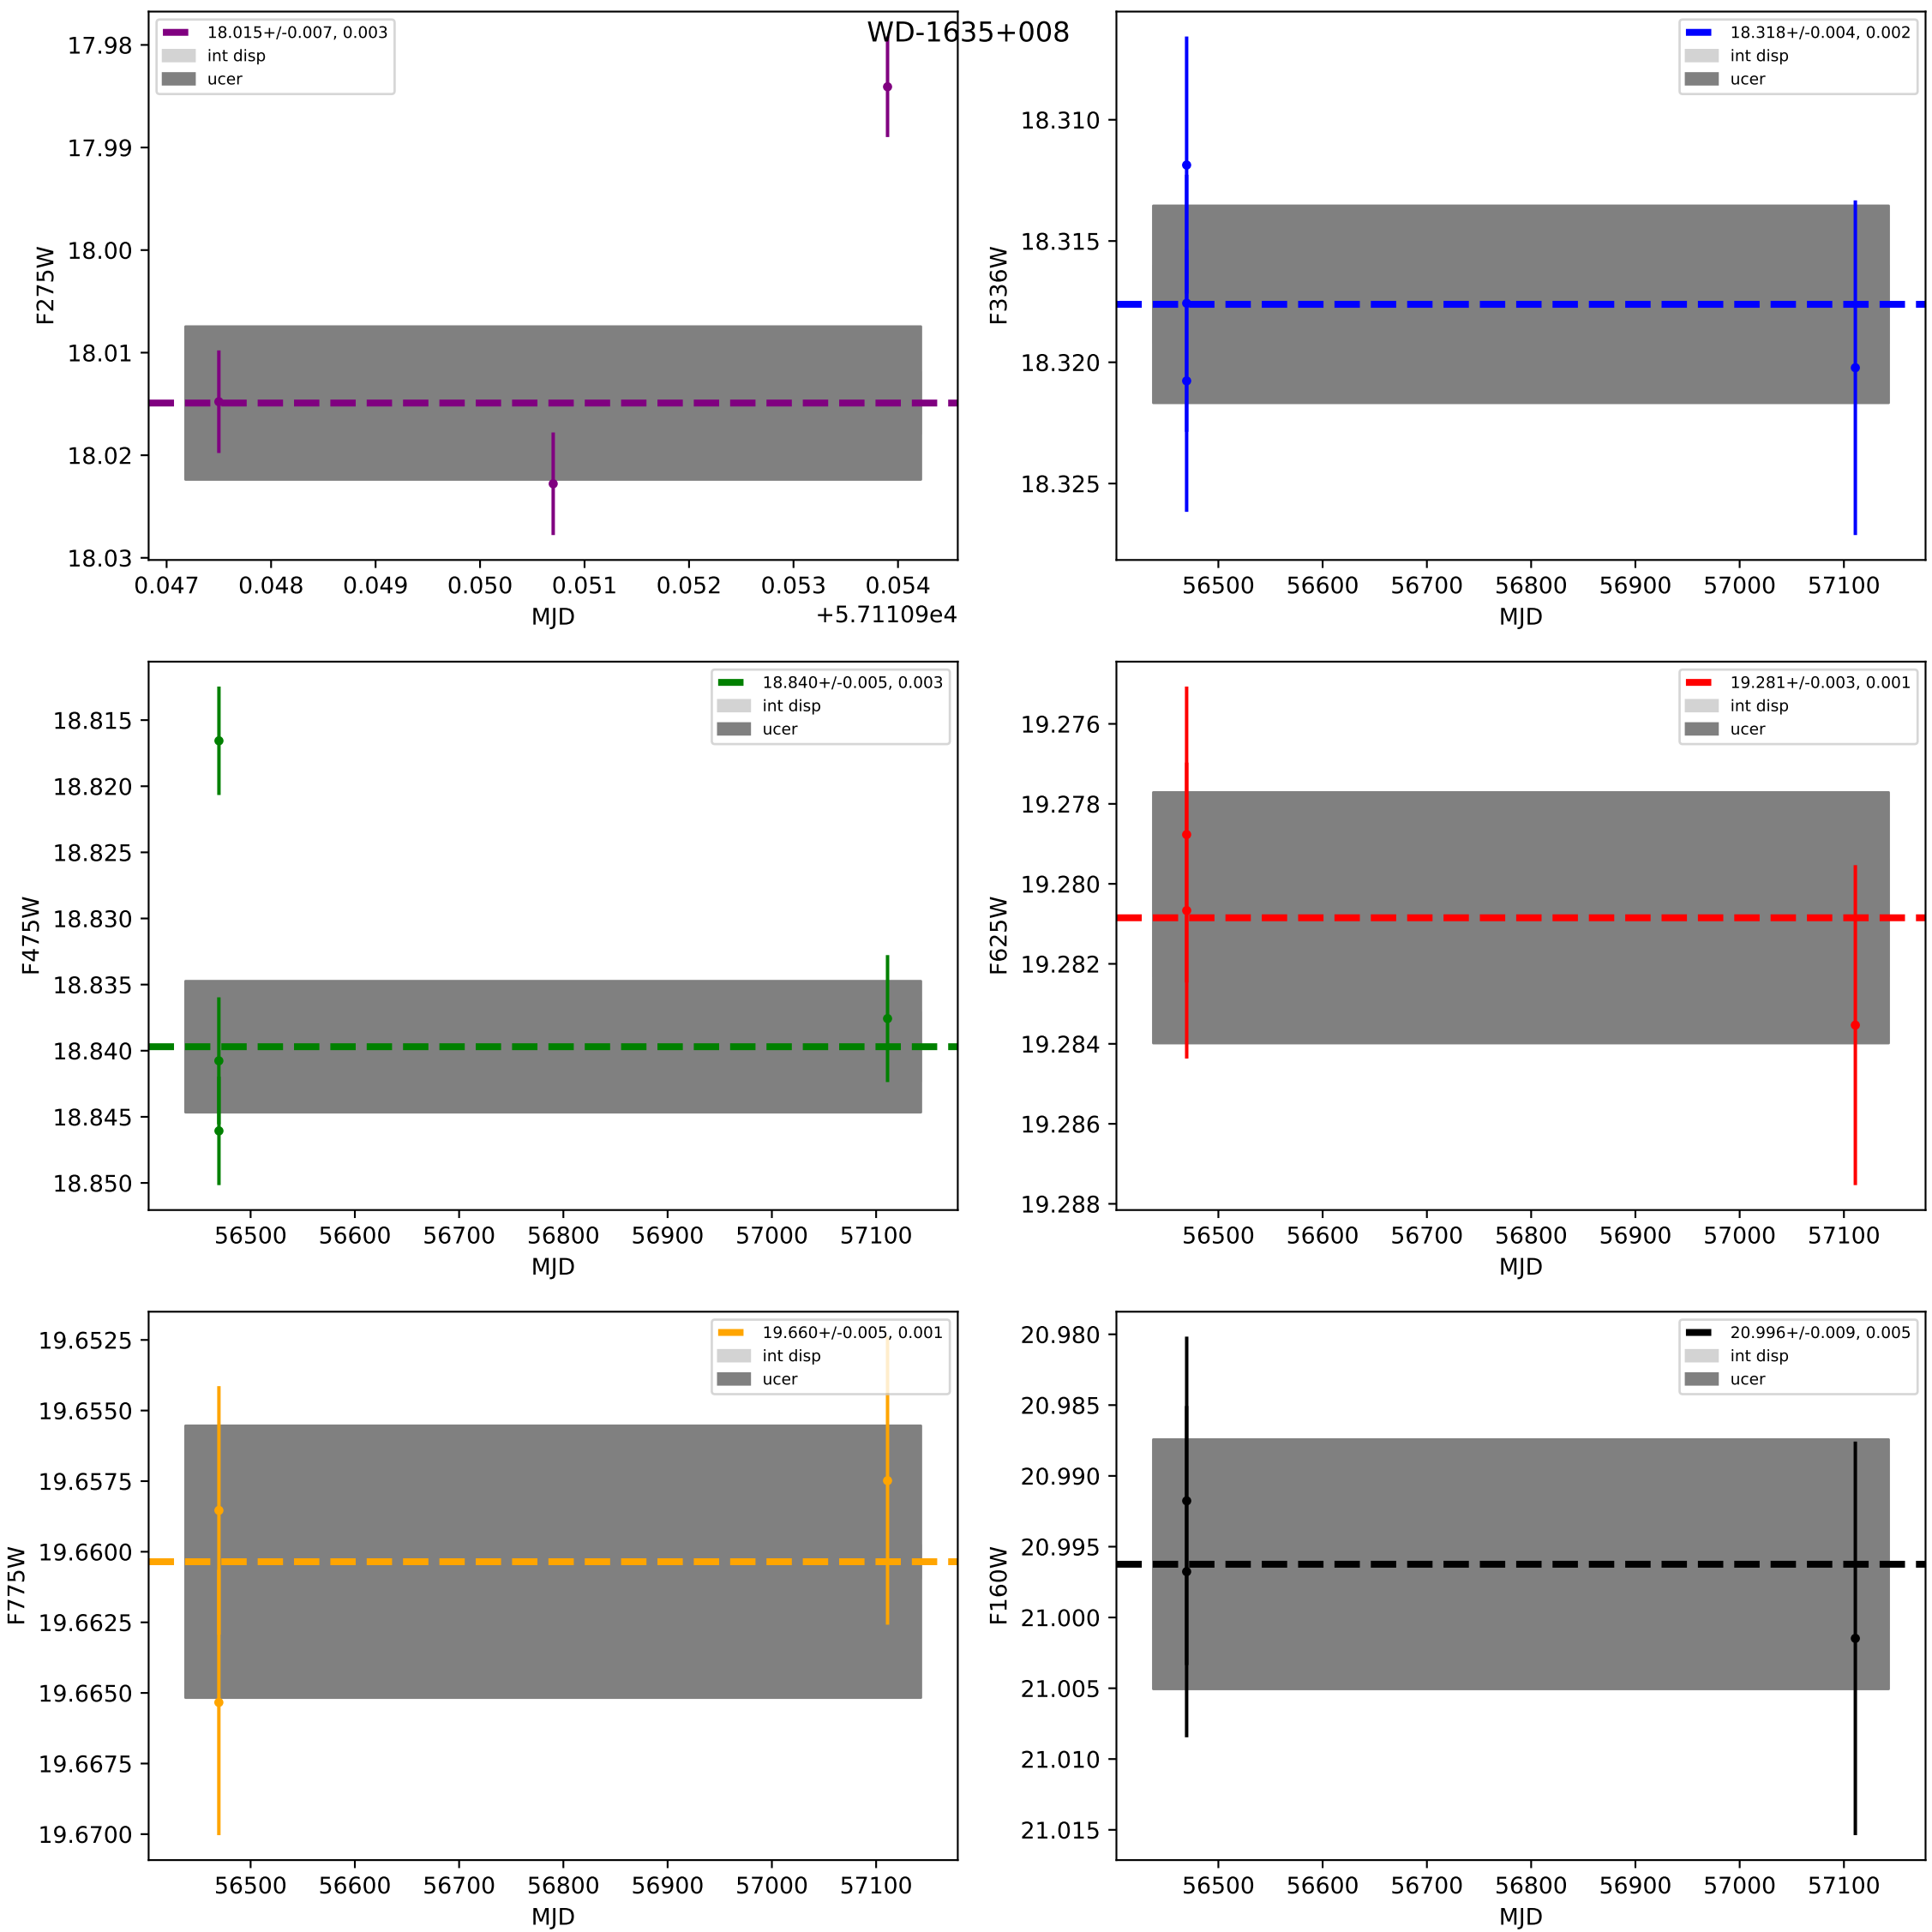 WD-1635+008
18.015+/-0.007, 0.003
int disp
ucer
17.98
17.99
18.00
18.01
18.02
18.03
F275W
0.047 0.048 0.049 0.050 0.051 0.052 0.053 0.054
MJD
+5.71109e4
18.318+/-0.004, 0.002
int disp
ucer
18.310
18.315
18.320
18.325
F336W
56500 56600 56700 56800 56900 57000 57100
MJD
18.840+/-0.005, 0.003
int disp
ucer
18.815
18.820
18.825
18.830
18.835
18.840
18.845
18.850
F475W
56500 56600 56700 56800 56900 57000 57100
MJD
19.281+/-0.003, 0.001
int disp
ucer
19.276
19.278
19.280
19.282
19.284
19.286
19.288
F625W
56500 56600 56700 56800 56900 57000 57100
MJD
19.660+/-0.005, 0.001
int disp
ucer
19.6525
19.6550
19.6575
19.6600
19.6625
19.6650
19.6675
19.6700
F775W
56500 56600 56700 56800 56900 57000 57100
MJD
20.996+/-0.009, 0.005
int disp
ucer
20.980
20.985
20.990
20.995
21.000
21.005
21.010
21.015
F160W
56500 56600 56700 56800 56900 57000 57100
MJD